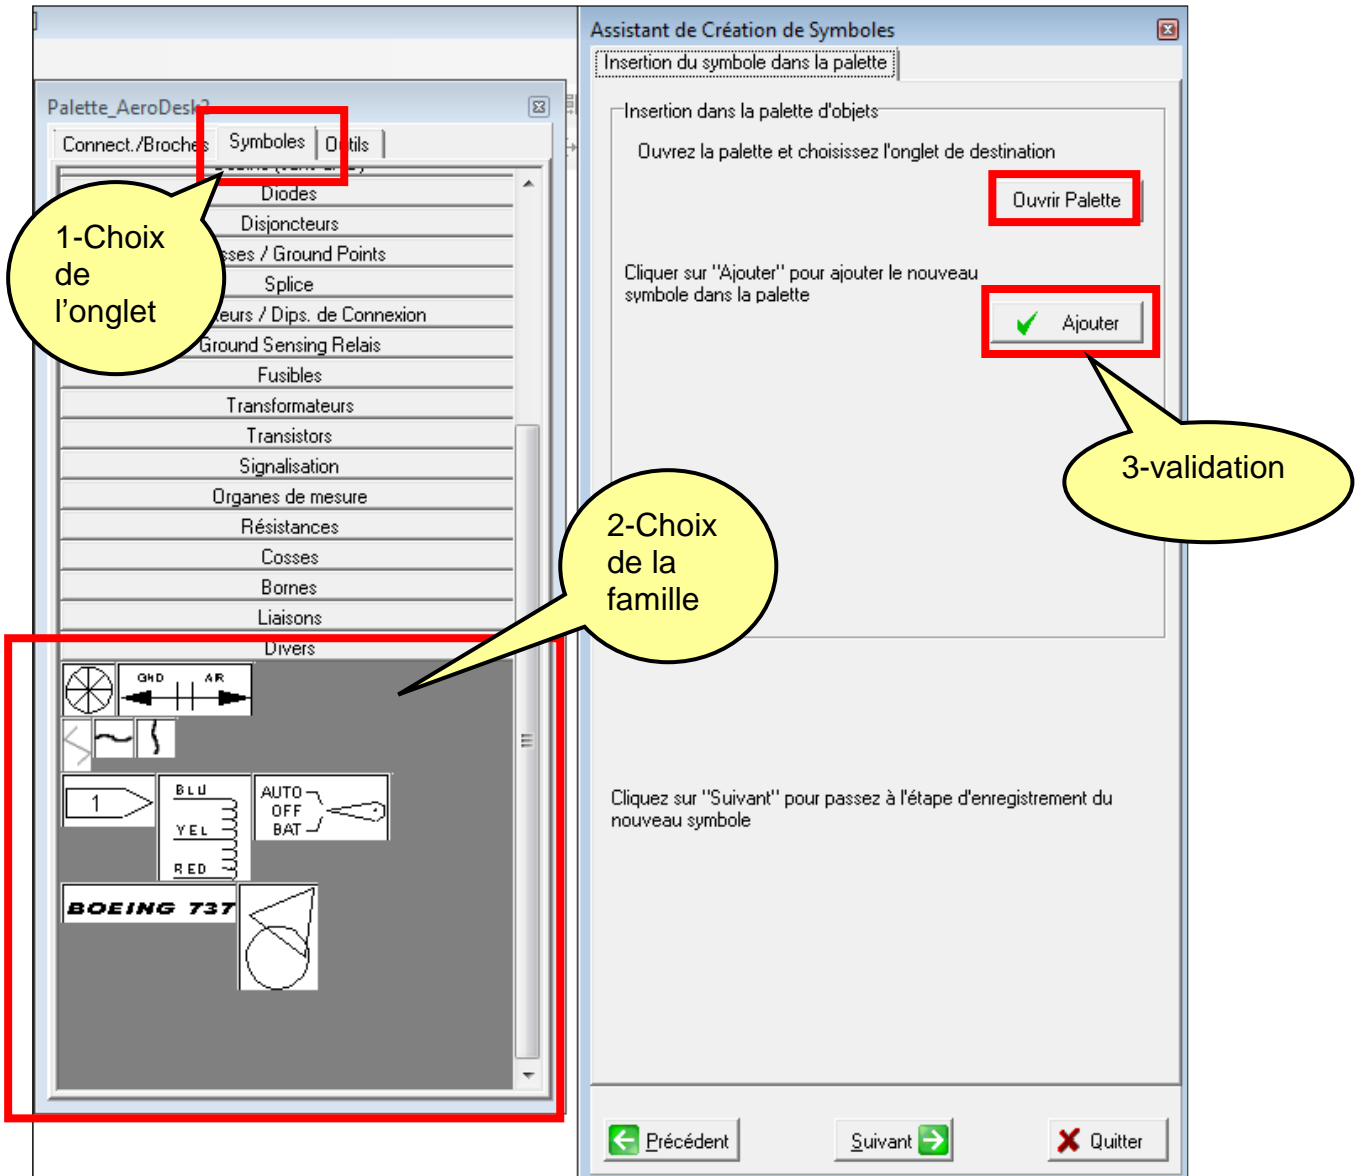 Palette_AeroDesk2
Connect./Broches Symboles Outils
Diodes
Disjoncteurs
sses / Ground Points
Splice
teurs / Dips. de Connexion
Ground Sensing Relais
Fusibles
Transformateurs
Transistors
Signalisation
Organes de mesure
Résistances
Cosses
Bornes
Liaisons
Divers
GND AIR
1
BLU
YEL
RED
AUTO
OFF
BAT
BOEING 737
1-Choix
de
l’onglet
2-Choix
de la
famille
Assistant de Création de Symboles
Insertion du symbole dans la palette
Insertion dans la palette d'objets
Ouvrez la palette et choisissez l'onglet de destination
Ouvrir Palette
Cliquer sur "Ajouter" pour ajouter le nouveau
symbole dans la palette
Ajouter
3-validation
Cliquez sur "Suivant" pour passez à l'étape d'enregistrement du
nouveau symbole
Précédent
Suivant
Quitter